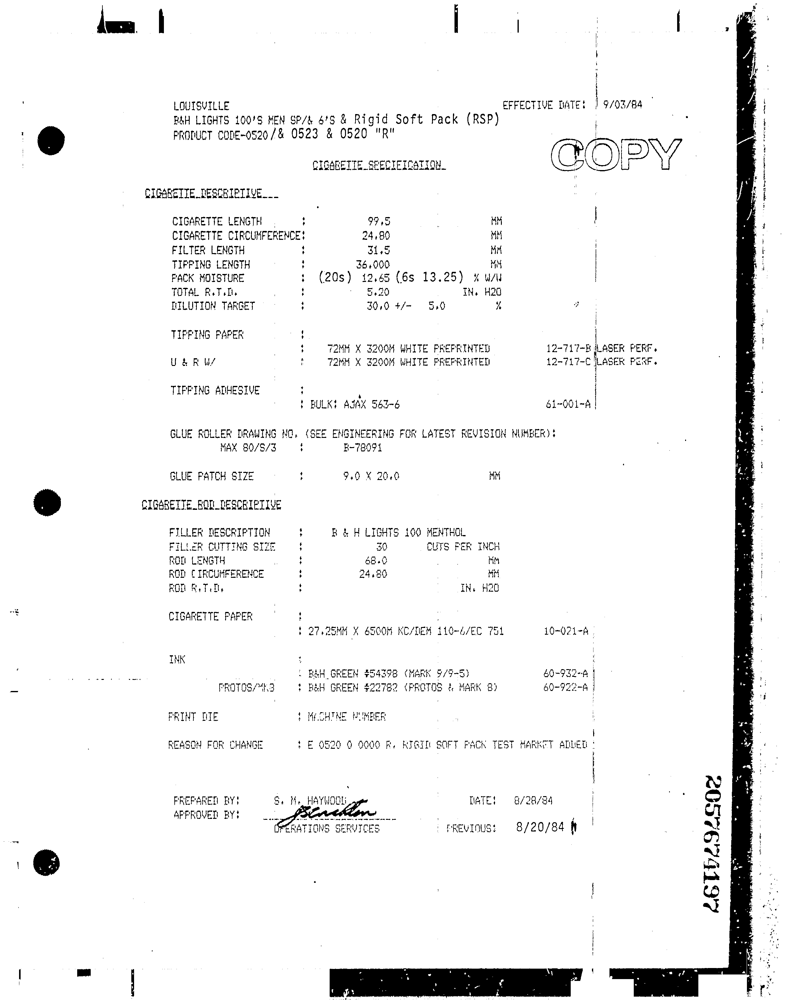 LOUISVILLE EFFECTIVE DATE: 9/03/84
B&H LIGHTS 100'S MEN SP/& 6'S & Rigid Soft Pack (RSP)
PRODUCT CODE-0520/& 0523 & 0520 "R"
COPY
CIGARETTE SPECIFICATION
CIGARETTE DESCRIPTIVE
CIGARETTE LENGTH : 99.5 MM
CIGARETTE CIRCUMFERENCE: 24.80 MM
FILTER LENGTH : 31.5 MM
TIPPING LENGTH : 36.000 MM
PACK MOISTURE : (20s) 12.65 (6s 13.25) % W/W
TOTAL R.T.D. : 5.20 IN. H2O
DILUTION TARGET : 30.0 +/- 5.0 %
TIPPING PAPER :
: 72MM X 3200M WHITE PREPRINTED 12-717-B LASER PERF.
U & R W/ : 72MM X 3200M WHITE PREPRINTED 12-717-C LASER PERF.
TIPPING ADHESIVE :
: BULK: AJAX 563-6 61-001-A
GLUE ROLLER DRAWING NO. (SEE ENGINEERING FOR LATEST REVISION NUMBER):
MAX 80/S/3 : B-78091
GLUE PATCH SIZE : 9.0 X 20.0 MM
CIGARETTE ROD DESCRIPTIVE
FILLER DESCRIPTION : B & H LIGHTS 100 MENTHOL
FILLER CUTTING SIZE : 30 CUTS PER INCH
ROD LENGTH : 68.0 MM
ROD CIRCUMFERENCE : 24.80 MM
ROD R.T.D. : IN. H2O
CIGARETTE PAPER :
: 27.25MM X 6500M KC/DEM 110-6/EC 751 10-021-A
INK :
: B&H GREEN #54398 (MARK 9/9-5) 60-932-A
PROTOS/MK8 : B&H GREEN #22782 (PROTOS & MARK 8) 60-922-A
PRINT DIE : MACHINE NUMBER
REASON FOR CHANGE : E 0520 0 0000 R. RIGID SOFT PACK TEST MARKET ADDED
PREPARED BY: S. M. HAYWOOD DATE: 8/28/84
APPROVED BY:
OPERATIONS SERVICES PREVIOUS: 8/20/84
2057674197